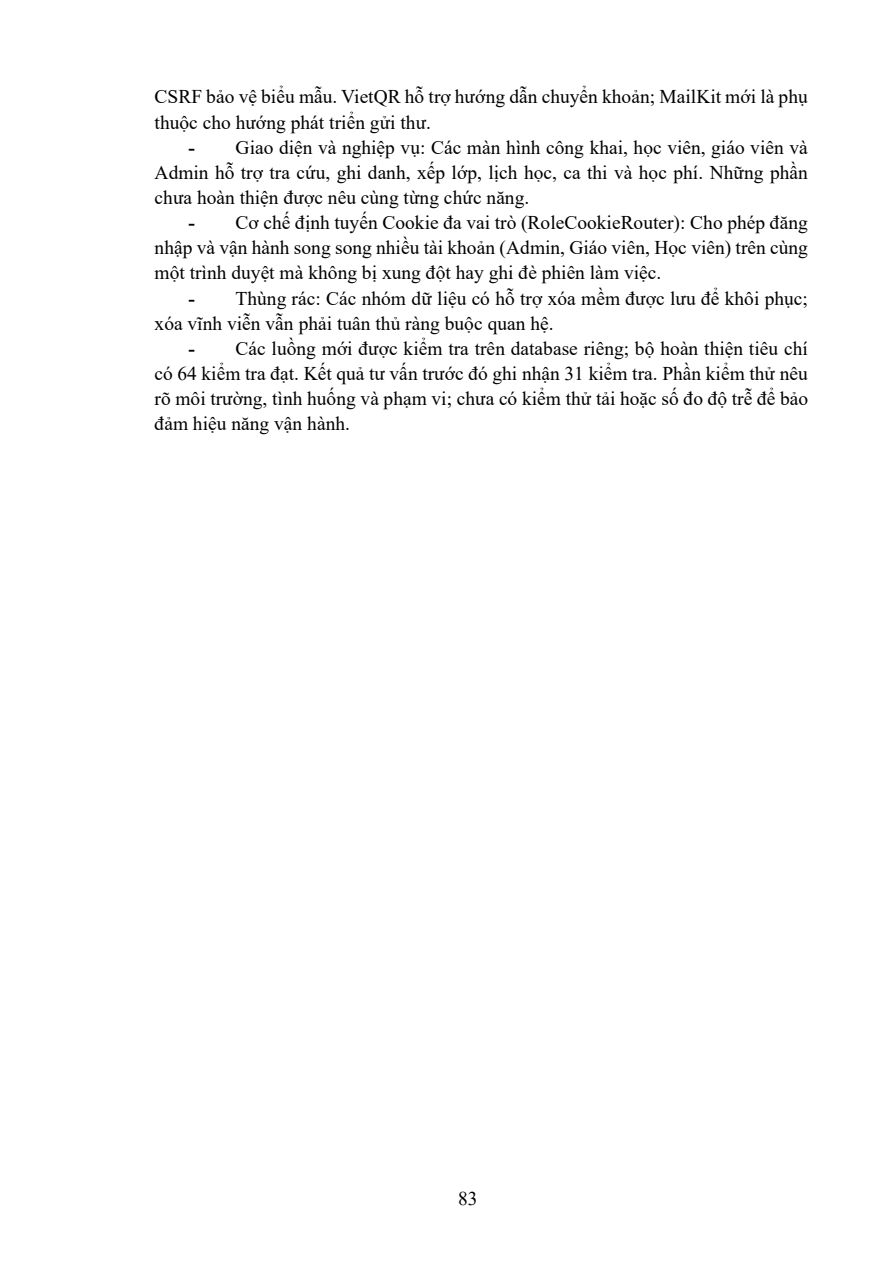 CSRF bảo vệ biểu mẫu. VietQR hỗ trợ hướng dẫn chuyển khoản; MailKit mới là phụ
thuộc cho hướng phát triển gửi thư.
- Giao diện và nghiệp vụ: Các màn hình công khai, học viên, giáo viên và
Admin hỗ trợ tra cứu, ghi danh, xếp lớp, lịch học, ca thi và học phí. Những phần
chưa hoàn thiện được nêu cùng từng chức năng.
- Cơ chế định tuyến Cookie đa vai trò (RoleCookieRouter): Cho phép đăng
nhập và vận hành song song nhiều tài khoản (Admin, Giáo viên, Học viên) trên cùng
một trình duyệt mà không bị xung đột hay ghi đè phiên làm việc.
- Thùng rác: Các nhóm dữ liệu có hỗ trợ xóa mềm được lưu để khôi phục;
xóa vĩnh viễn vẫn phải tuân thủ ràng buộc quan hệ.
- Các luồng mới được kiểm tra trên database riêng; bộ hoàn thiện tiêu chí
có 64 kiểm tra đạt. Kết quả tư vấn trước đó ghi nhận 31 kiểm tra. Phần kiểm thử nêu
rõ môi trường, tình huống và phạm vi; chưa có kiểm thử tải hoặc số đo độ trễ để bảo
đảm hiệu năng vận hành.
83